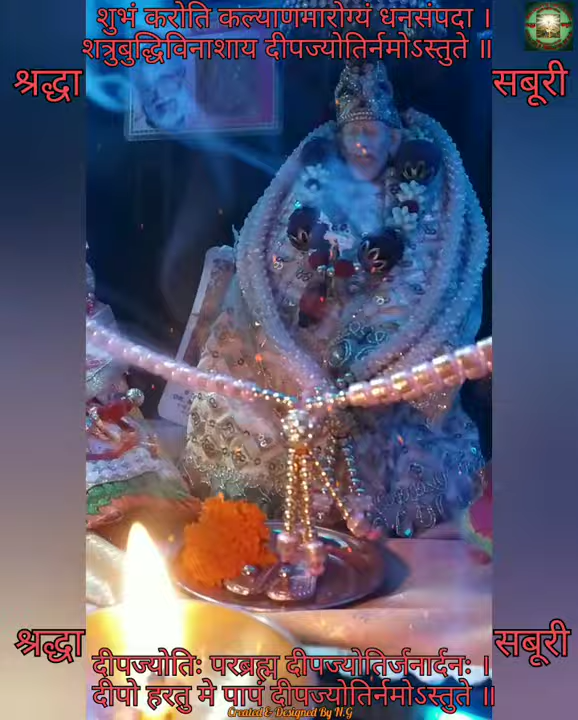 शुभं करोति कल्याणमारोग्यं धनसंपदा ।
शत्रुबुद्धिविनाशाय दीपज्योतिर्नमोऽस्तुते ॥
श्रद्धा
सबूरी
श्रद्धा
सबूरी
दीपज्योतिः परब्रह्म दीपज्योतिर्जनार्दनः ।
दीपो हरतु मे पापं दीपज्योतिर्नमोऽस्तुते ॥
Created & Designed By N.G